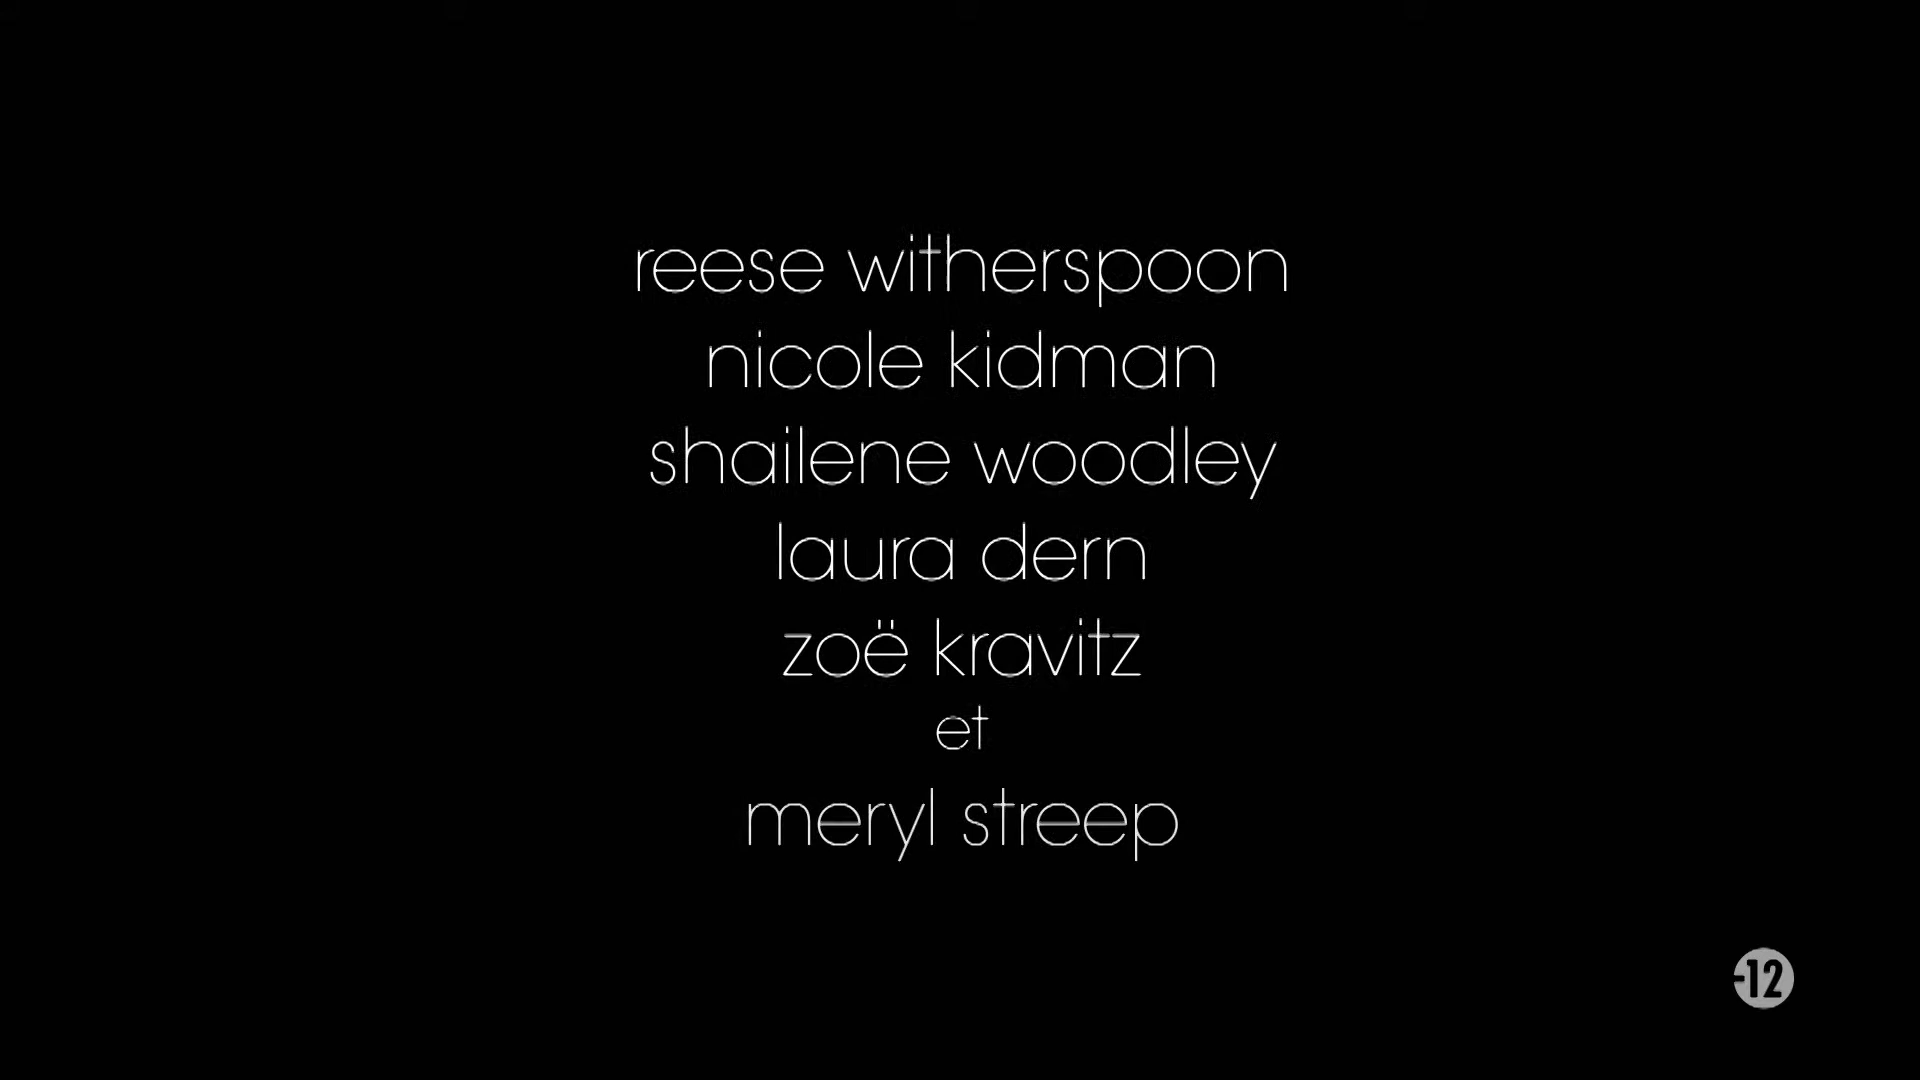 reese witherspoon
nicole kidman
shailene woodley
laura dern
zoë kravitz
et
meryl streep
-12